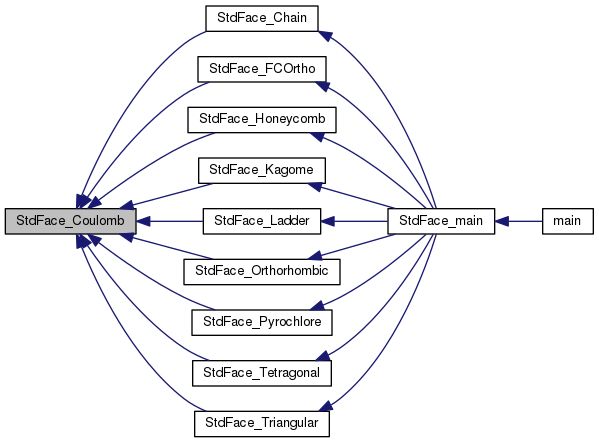 StdFace_Chain
StdFace_FCOrtho
StdFace_Honeycomb
StdFace_Kagome
StdFace_Coulomb
StdFace_Ladder
StdFace_main
main
StdFace_Orthorhombic
StdFace_Pyrochlore
StdFace_Tetragonal
StdFace_Triangular